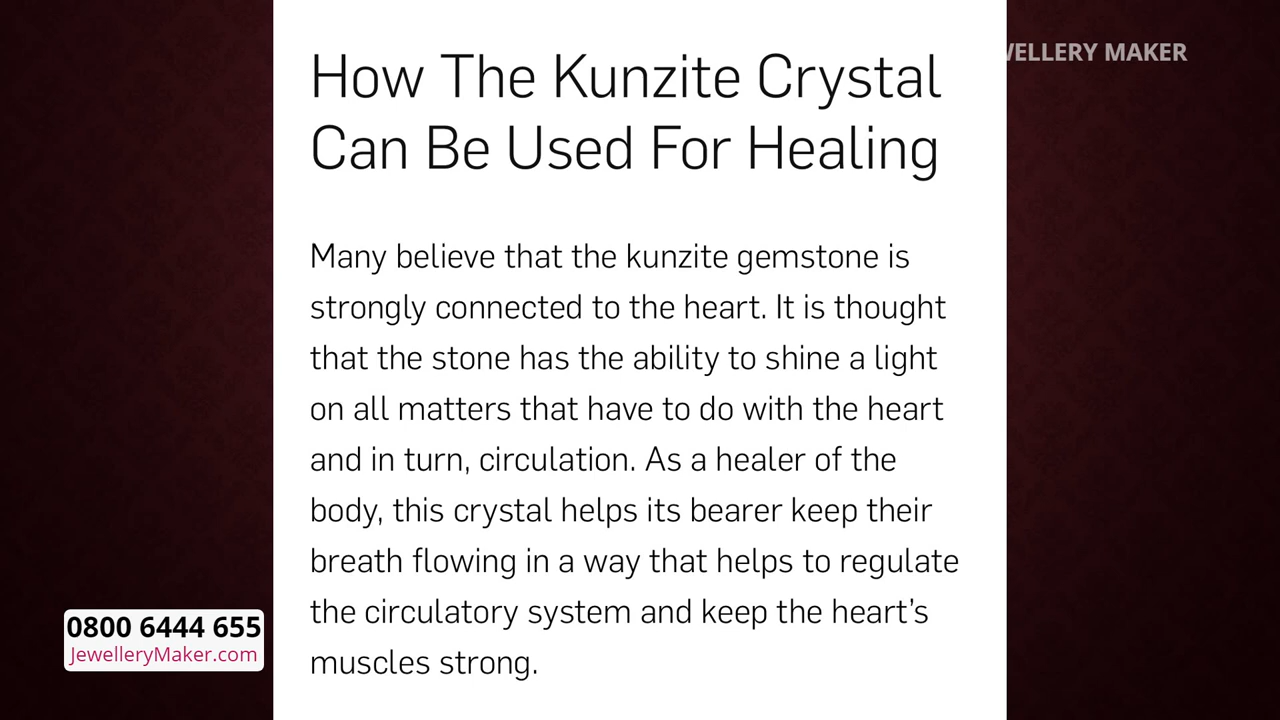 How The Kunzite Crystal
Can Be Used For Healing
Many believe that the kunzite gemstone is
strongly connected to the heart. It is thought
that the stone has the ability to shine a light
on all matters that have to do with the heart
and in turn, circulation. As a healer of the
body, this crystal helps its bearer keep their
breath flowing in a way that helps to regulate
the circulatory system and keep the heart’s
muscles strong.
WELLERY MAKER
0800 6444 655
JewelleryMaker.com